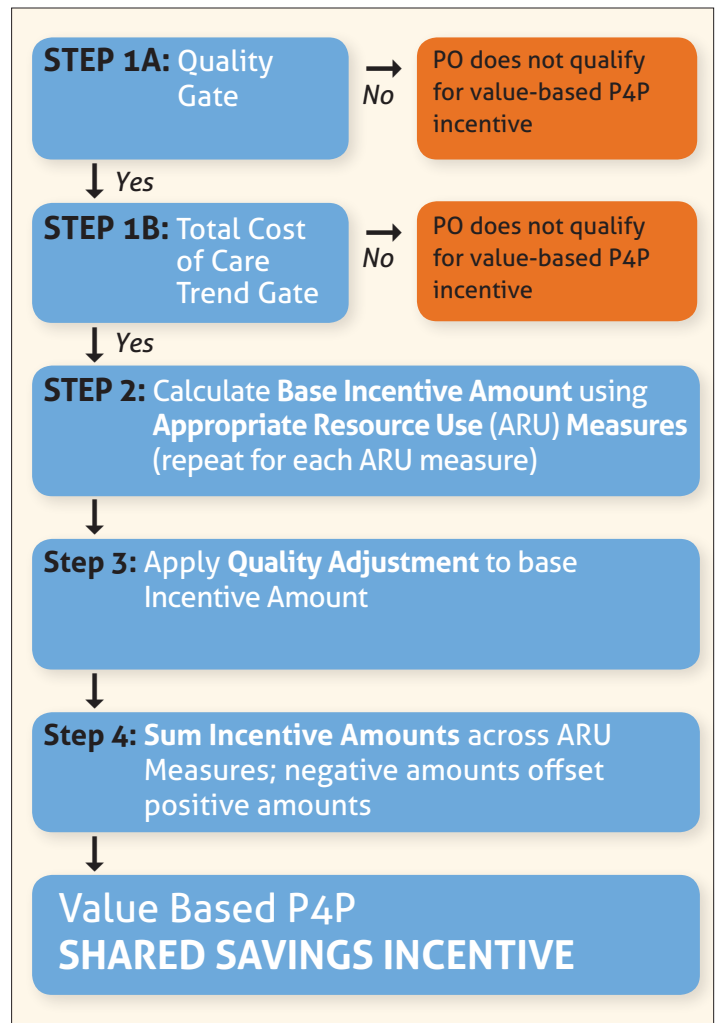 STEP 1A: Quality
Gate
No
PO does not qualify
for value-based P4P
incentive
Yes
STEP 1B: Total Cost
of Care
Trend Gate
No
PO does not qualify
for value-based P4P
incentive
Yes
STEP 2: Calculate Base Incentive Amount using
Appropriate Resource Use (ARU) Measures
(repeat for each ARU measure)
Step 3: Apply Quality Adjustment to base
Incentive Amount
Step 4: Sum Incentive Amounts across ARU
Measures; negative amounts offset
positive amounts
Value Based P4P
SHARED SAVINGS INCENTIVE